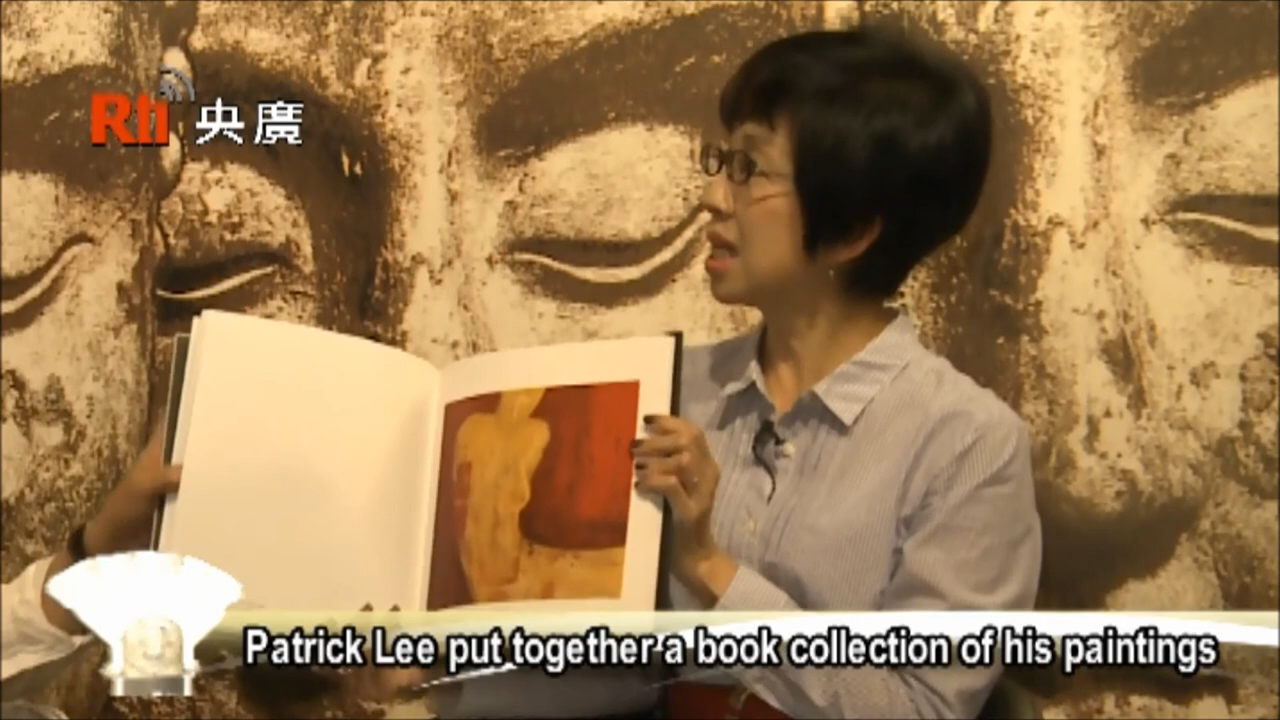 Rti 央廣
Patrick Lee put together a book collection of his paintings